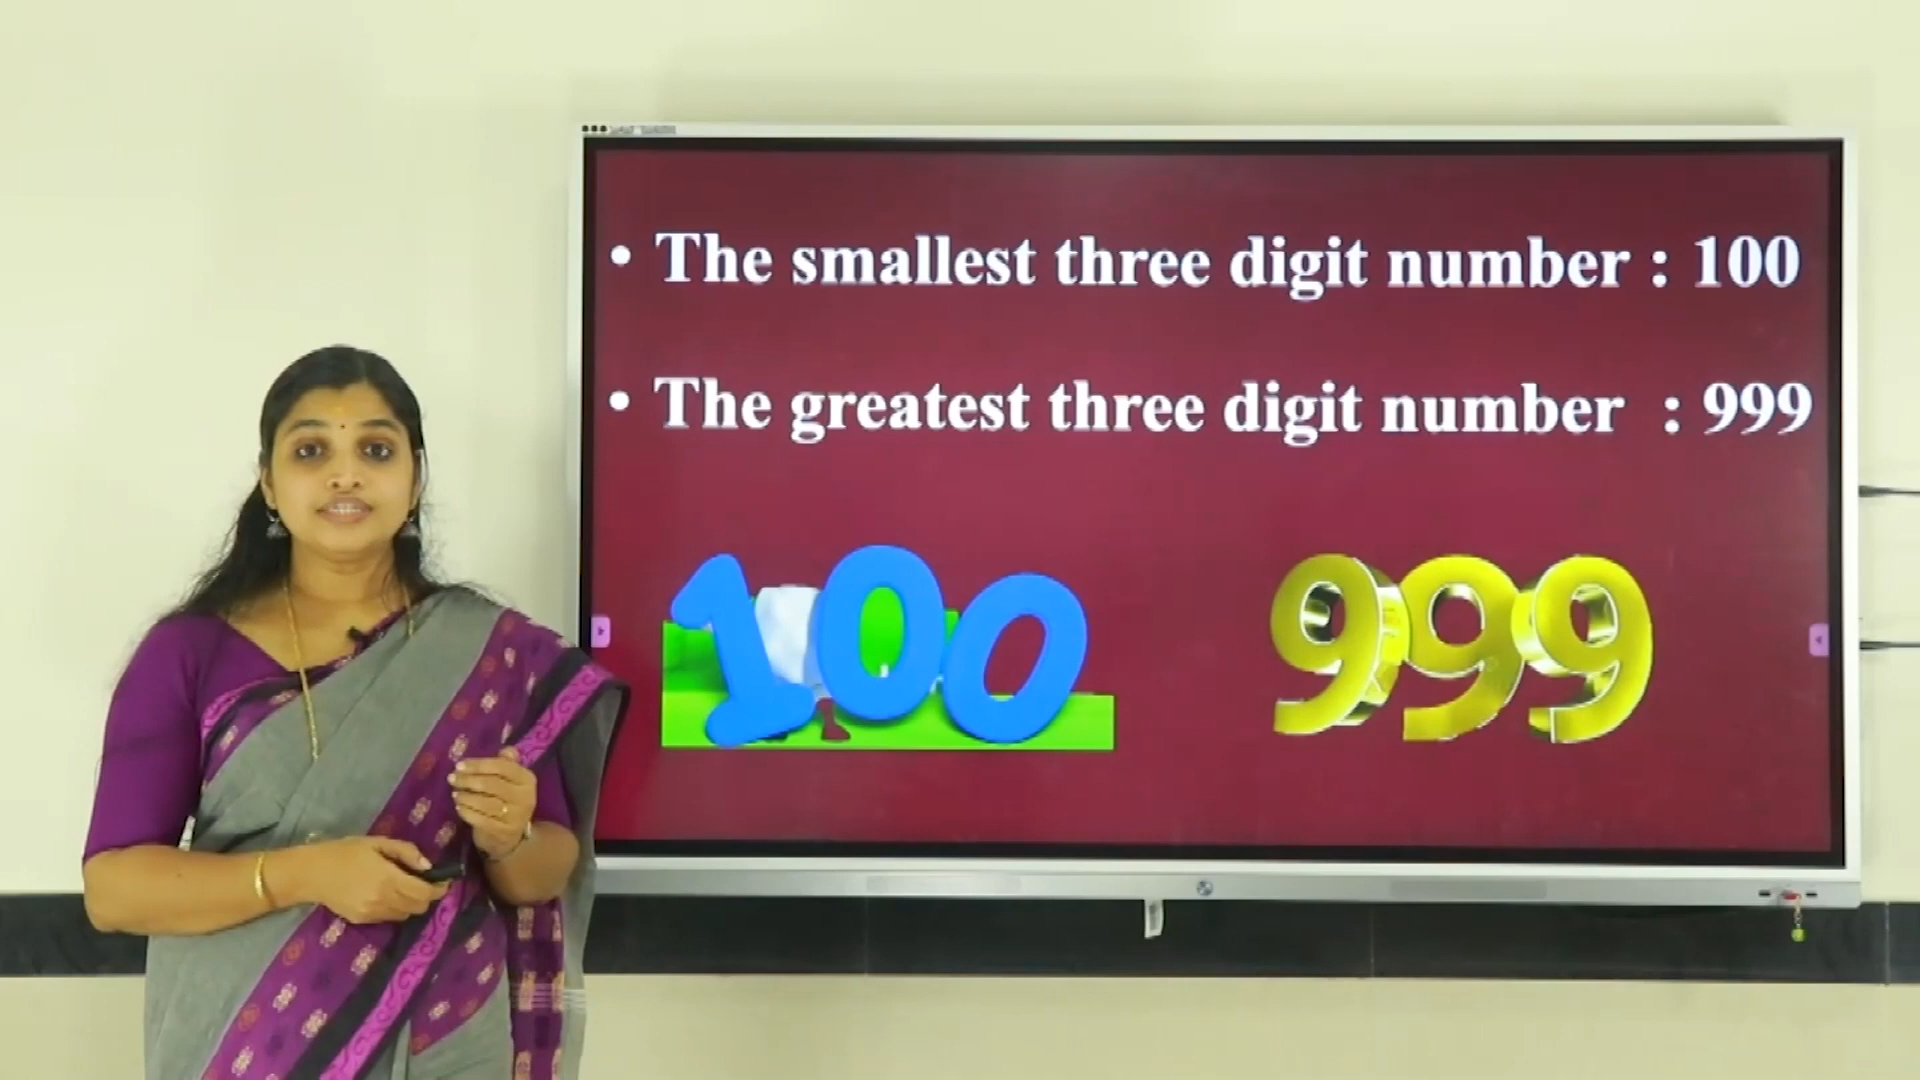 • The smallest three digit number : 100
• The greatest three digit number : 999
100 999